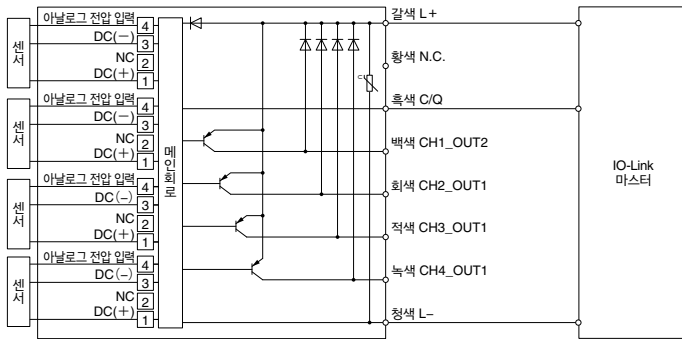 센서
아날로그 전압 입력 4
DC(—) 3
NC 2
DC(+) 1
센서
아날로그 전압 입력 4
DC(—) 3
NC 2
DC(+) 1
센서
아날로그 전압 입력 4
DC(-) 3
NC 2
DC(+) 1
센서
아날로그 전압 입력 4
DC(-) 3
NC 2
DC(+) 1
메인회로
갈색 L+
황색 N.C.
흑색 C/Q
백색 CH1_OUT2
회색 CH2_OUT1
적색 CH3_OUT1
녹색 CH4_OUT1
청색 L-
IO-Link
마스터